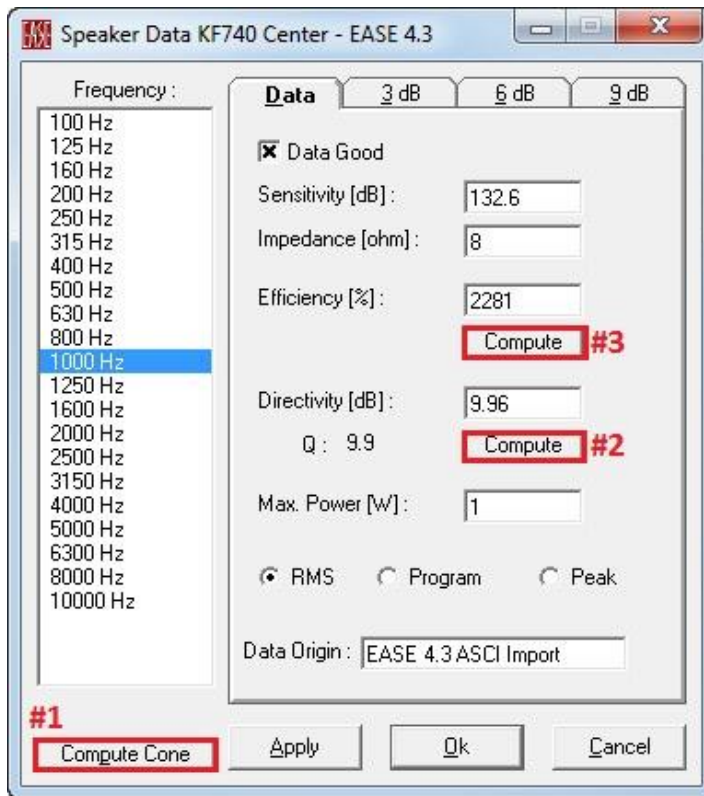 EASE Speaker Data KF740 Center - EASE 4.3
Frequency :
100 Hz
125 Hz
160 Hz
200 Hz
250 Hz
315 Hz
400 Hz
500 Hz
630 Hz
800 Hz
1000 Hz
1250 Hz
1600 Hz
2000 Hz
2500 Hz
3150 Hz
4000 Hz
5000 Hz
6300 Hz
8000 Hz
10000 Hz
#1
Compute Cone
Data 3 dB 6 dB 9 dB
Data Good
Sensitivity [dB] : 132.6
Impedance [ohm] : 8
Efficiency [%] : 2281
Compute #3
Directivity [dB] : 9.96
Q : 9.9 Compute #2
Max. Power [W] : 1
RMS Program Peak
Data Origin : EASE 4.3 ASCI Import
Apply Ok Cancel